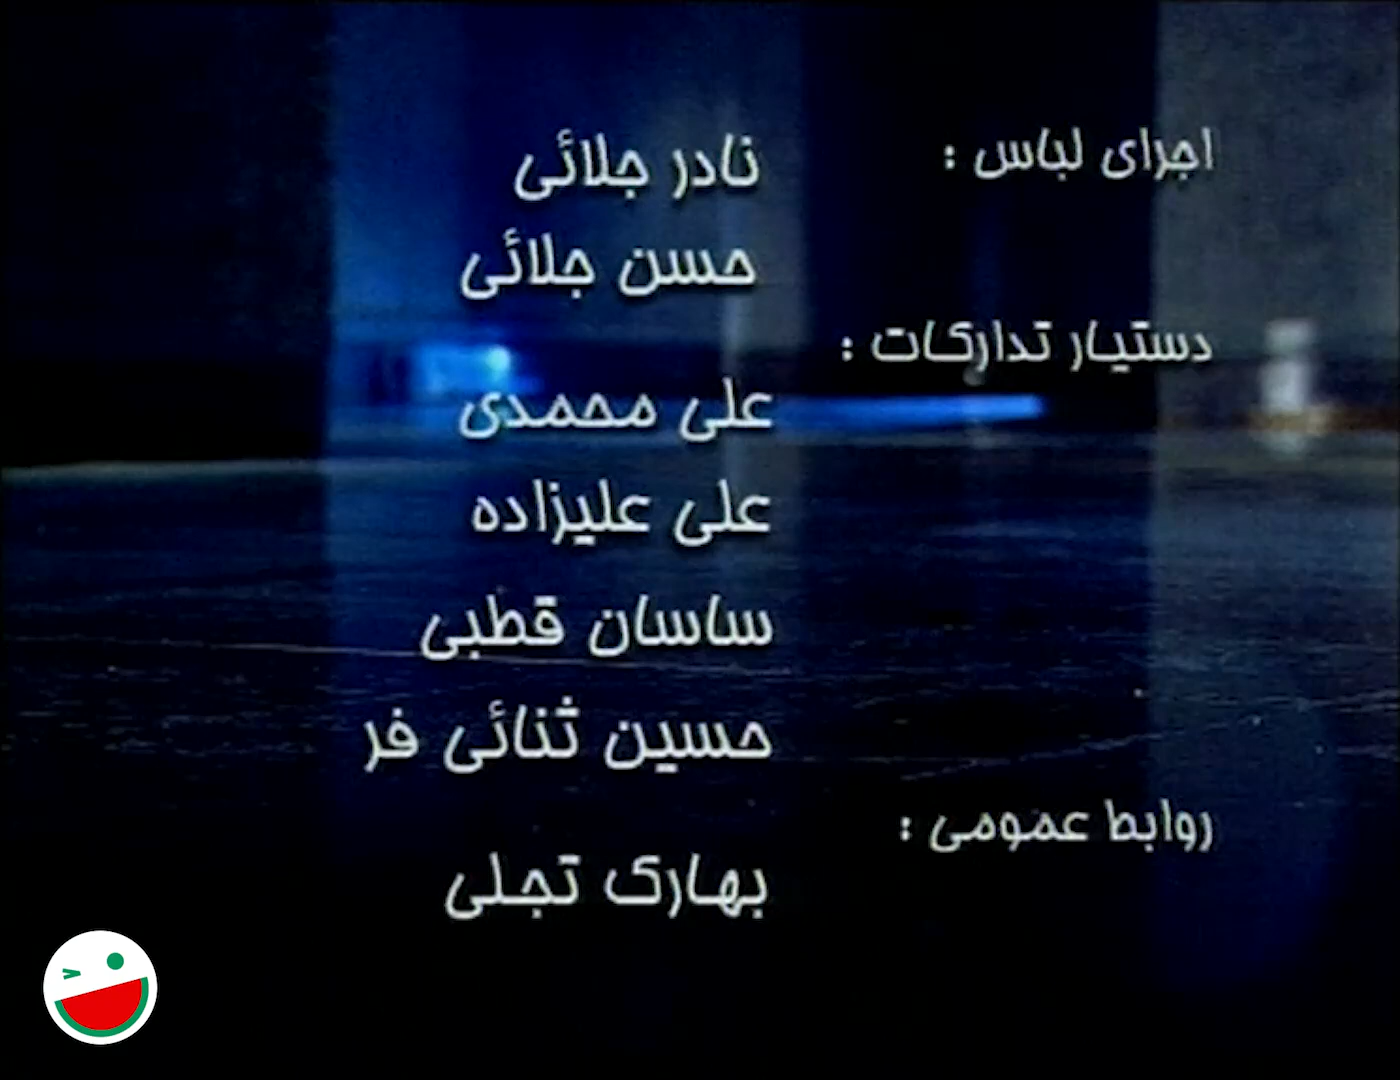 اجرای لباس :
نادر جلائی
حسن جلائی
دستیار تدارکات :
علی محمدی
علی علیزاده
ساسان قطبی
حسین ثنائی فر
روابط عمومی :
بهارک تجلی